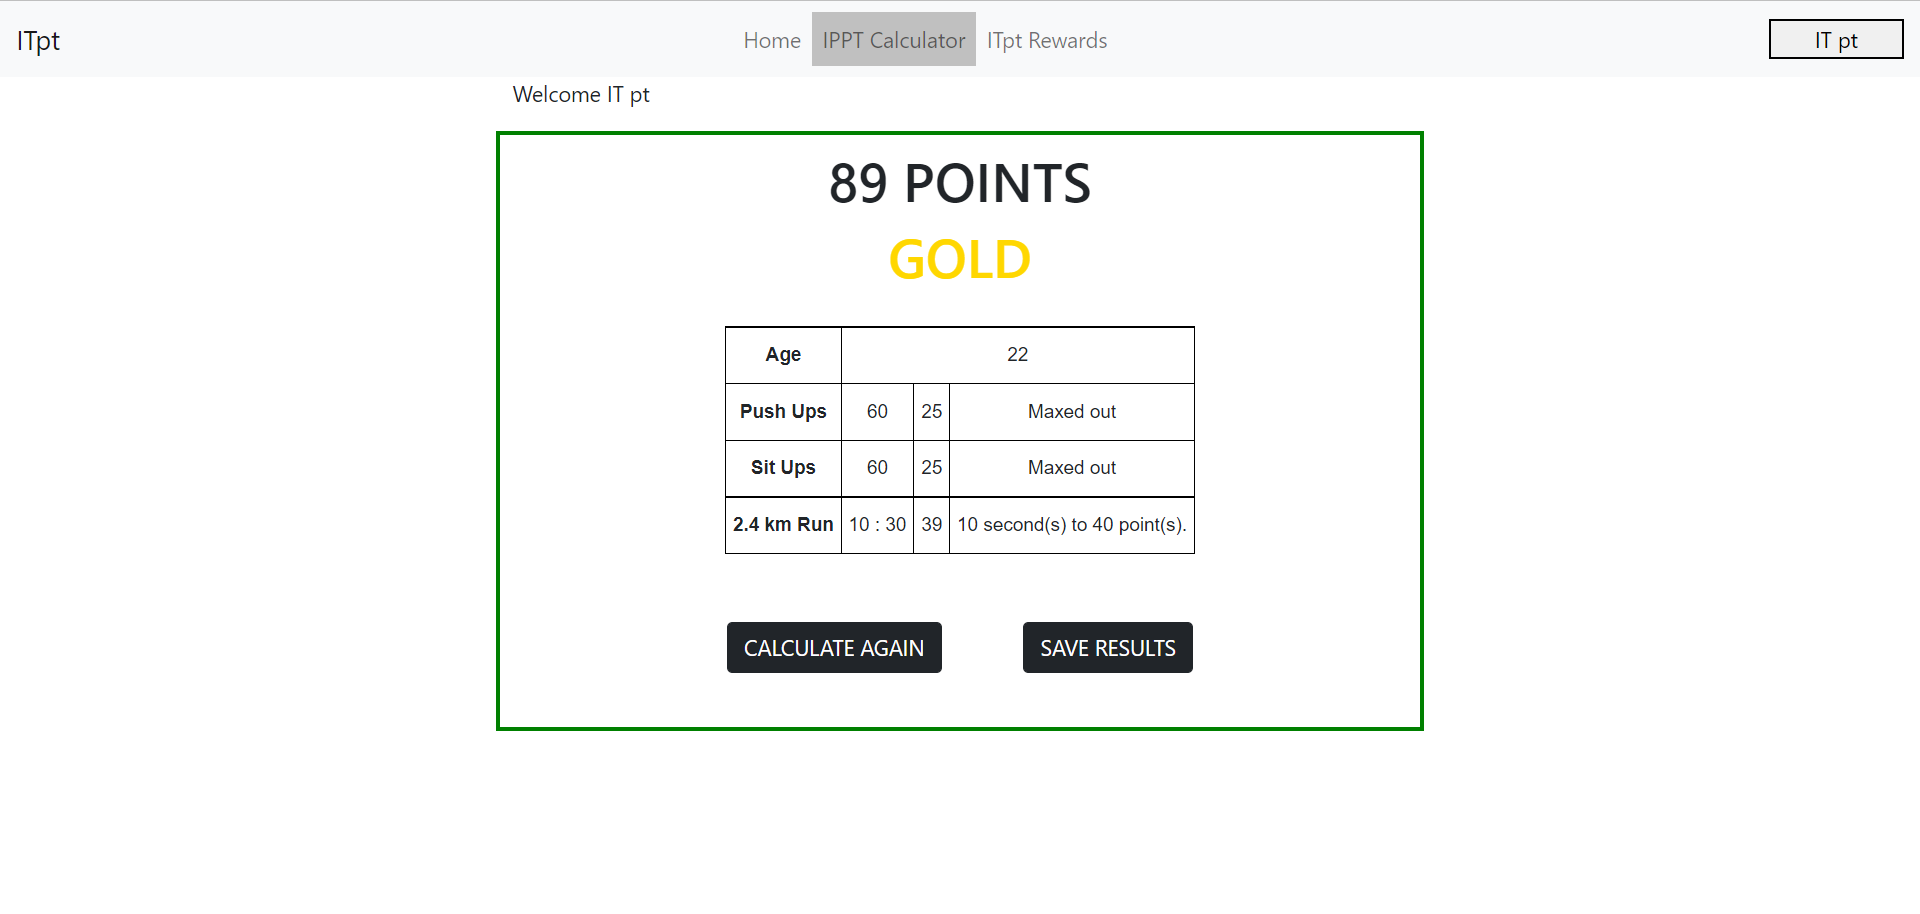 ITpt Home IPPT Calculator ITpt Rewards IT pt
Welcome IT pt
89 POINTS
GOLD
Age 22
Push Ups 60 25 Maxed out
Sit Ups 60 25 Maxed out
2.4 km Run 10 : 30 39 10 second(s) to 40 point(s).
CALCULATE AGAIN SAVE RESULTS